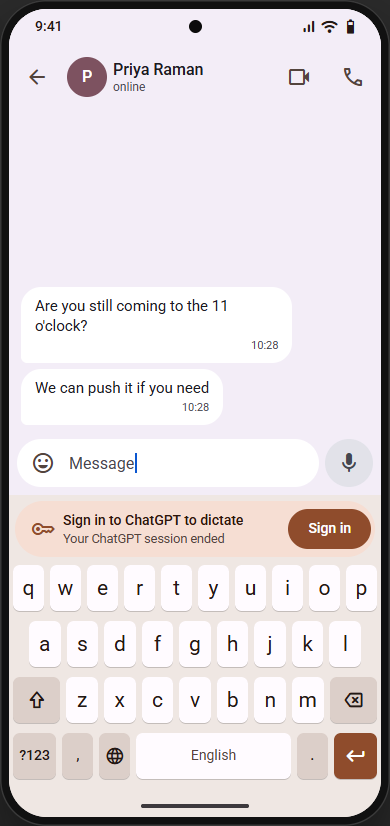 9:41
P
Priya Raman
online
Are you still coming to the 11
o'clock?
10:28
We can push it if you need
10:28
Message
Sign in to ChatGPT to dictate
Your ChatGPT session ended
Sign in
q w e r t y u i o p
a s d f g h j k l
z x c v b n m
?123 , English .